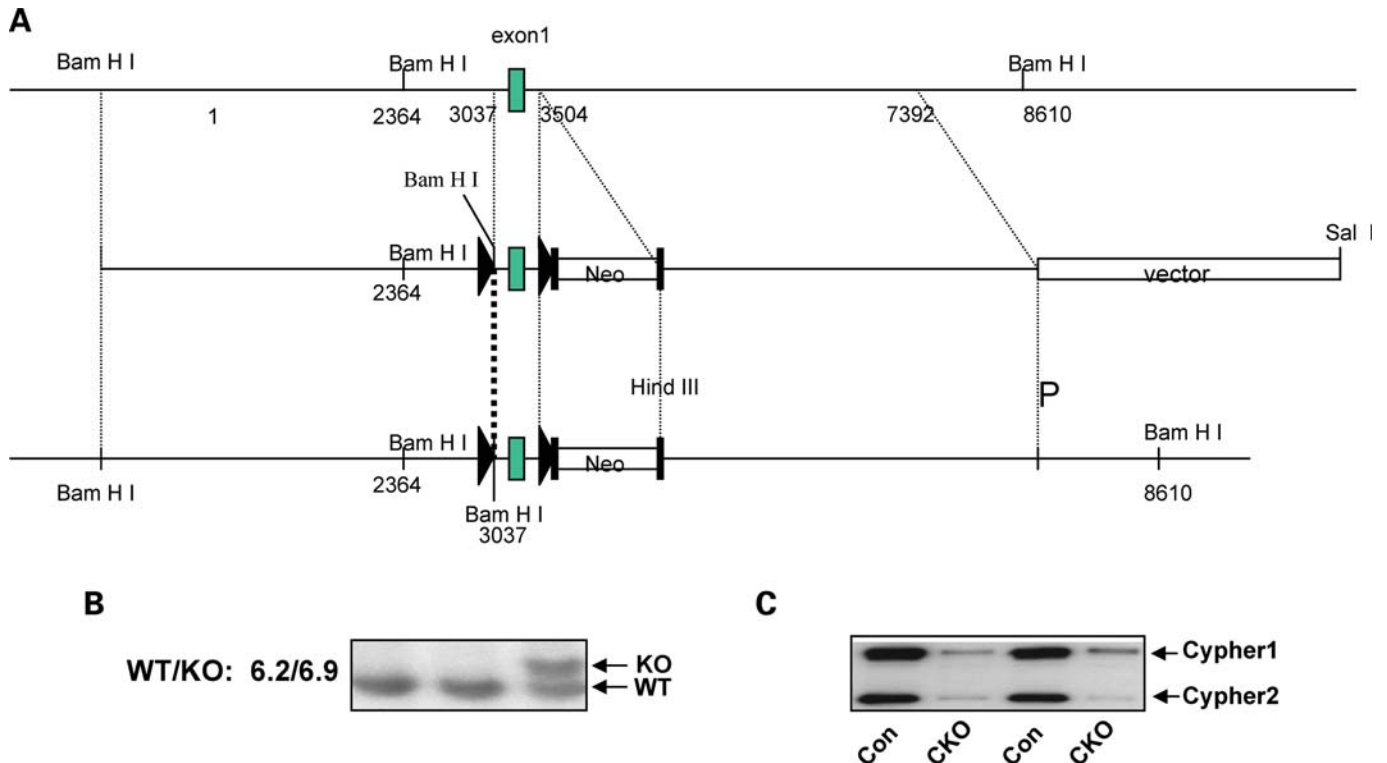 A
exon1
Bam H I
Bam H I
Bam H I
1
2364
3037
3504
7392
8610
Bam H I
Bam H I
2364
Neo
vector
Sal I
Hind III
P
Bam H I
Neo
Bam H I
Bam H I
2364
Bam H I
3037
8610
B
WT/KO: 6.2/6.9
KO
WT
C
Cypher1
Cypher2
Con
CKO
Con
CKO